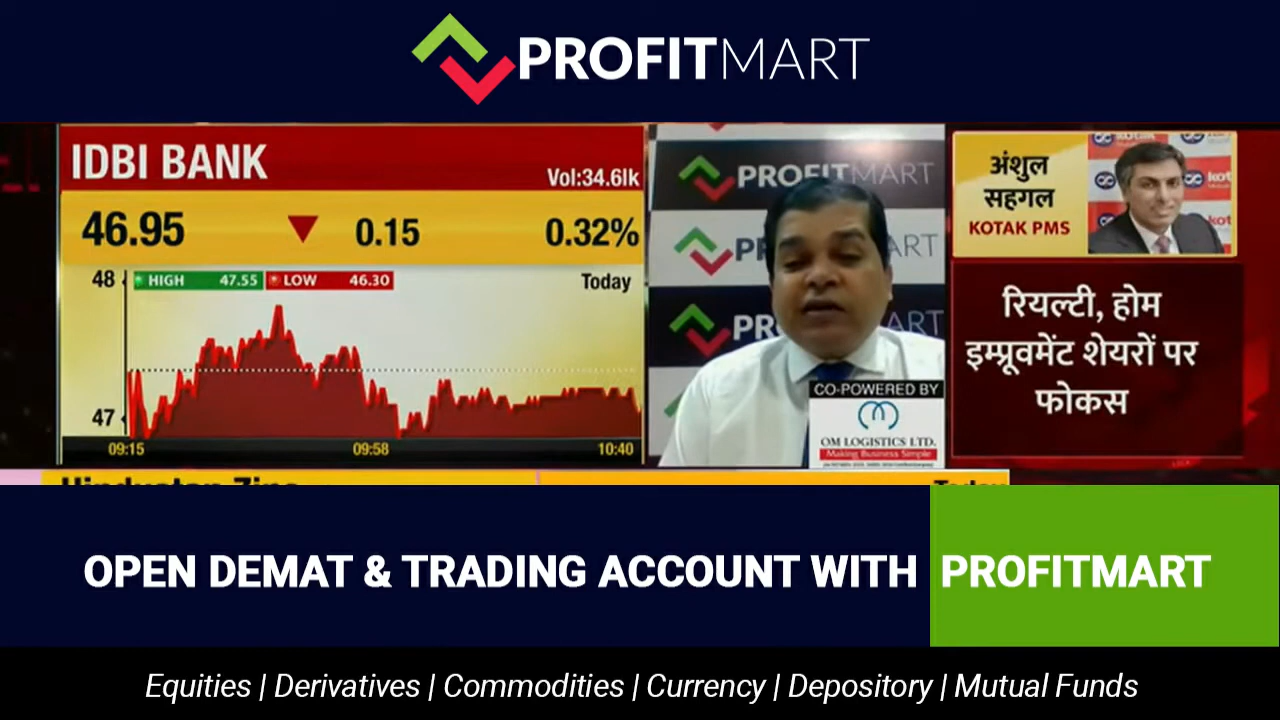 PROFITMART
IDBI BANK
Vol:34.6lk
46.95 ▼ 0.15 0.32%
48
HIGH 47.55 LOW 46.30
Today
47
09:15 09:58 10:40
PROFITMART
PR
ART
CO-POWERED BY
OM LOGISTICS LTD.
Making Business Simple
अंशुल
सहगल
KOTAK PMS
रियल्टी, होम
इम्प्रूवमेंट शेयरों पर
फोकस
OPEN DEMAT & TRADING ACCOUNT WITH PROFITMART
Equities | Derivatives | Commodities | Currency | Depository | Mutual Funds